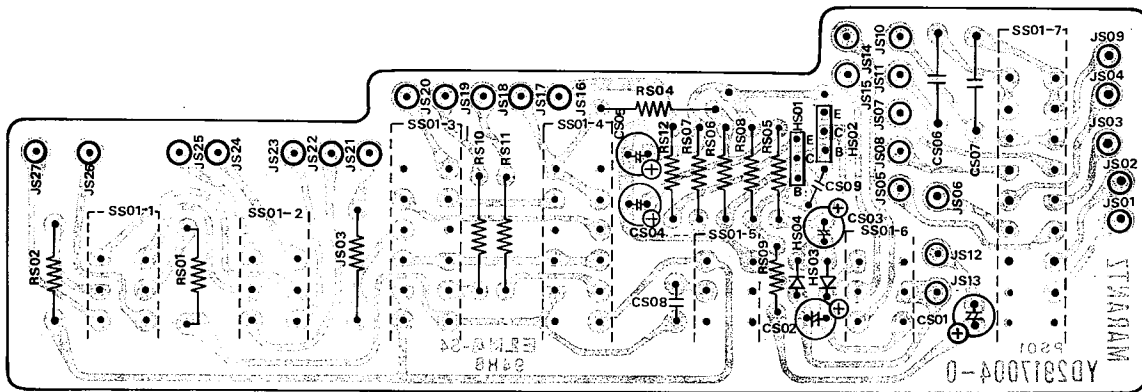 JS14
JS10
SS01-7
JS09
JS04
JS15
JS11
JS07
JS03
JS08
JS02
JS05
JS06
JS01
CS06
CS07
JS20
JS19
JS18
JS17
JS16
RS04
HS01
E
C
B
E
C
B
HS02
SS01-3
RS10
RS11
SS01-4
CS05
RS12
RS07
RS06
RS08
RS05
CS09
JS27
JS26
JS25
JS24
JS23
JS22
JS21
CS04
CS03
SS01-1
SS01-2
SS01-5
SS01-6
RS02
RS01
JS03
RS09
HS04
HS03
JS12
JS13
CS08
CS02
CS01
MARANTZ
PS01
YD2917004-0